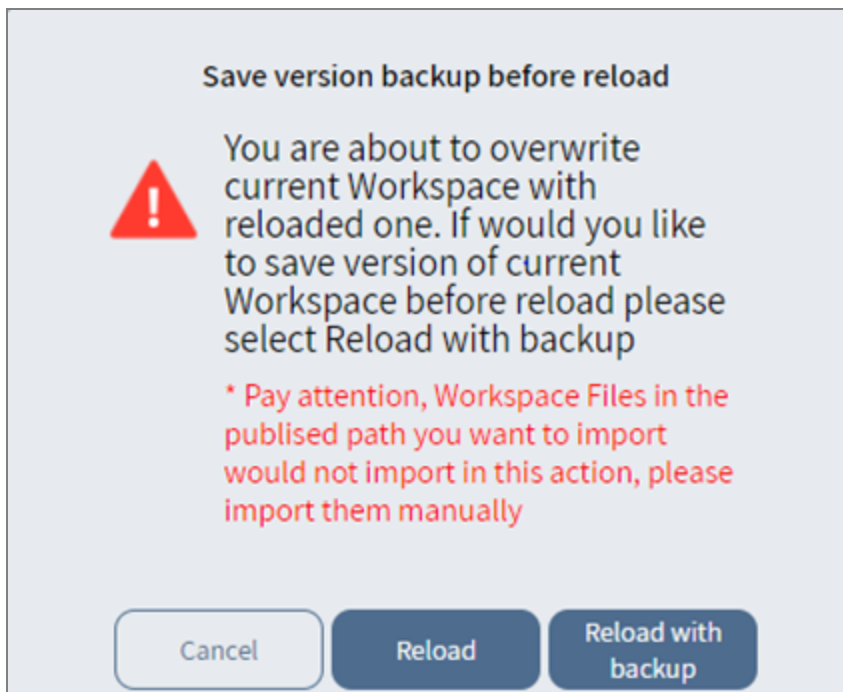 Save version backup before reload
You are about to overwrite
current Workspace with
reloaded one. If would you like
to save version of current
Workspace before reload please
select Reload with backup
* Pay attention, Workspace Files in the
publised path you want to import
would not import in this action, please
import them manually
Cancel
Reload
Reload with
backup